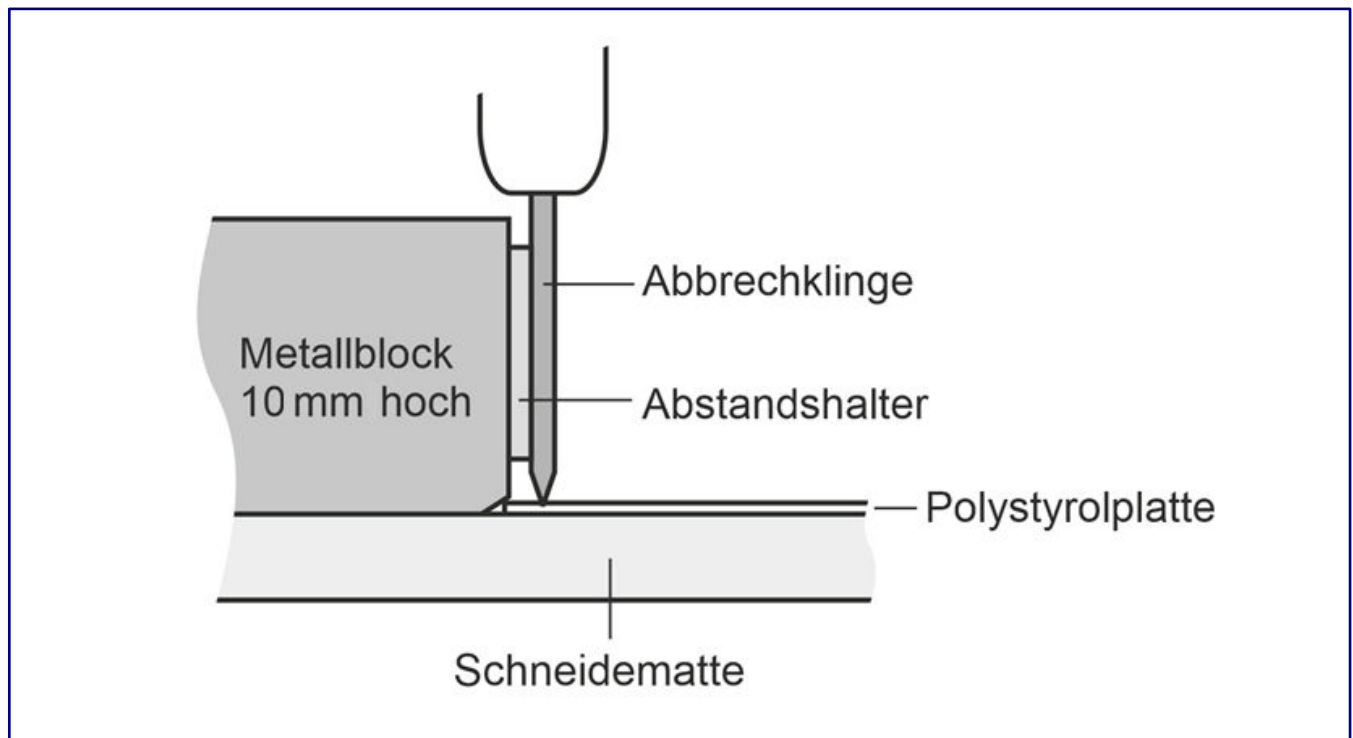 Abbrechklinge
Metallblock
10 mm hoch
Abstandshalter
Polystyrolplatte
Schneidematte